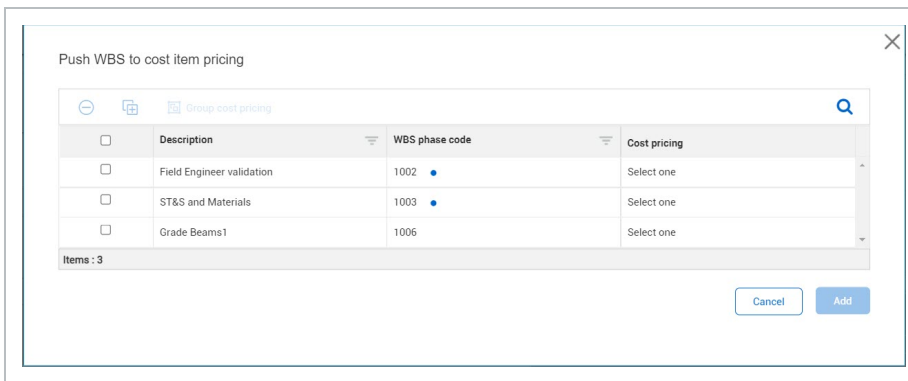 Push WBS to cost item pricing
Group cost pricing
Description WBS phase code Cost pricing
Field Engineer validation 1002 Select one
ST&S and Materials 1003 Select one
Grade Beams1 1006 Select one
Items : 3
Cancel Add